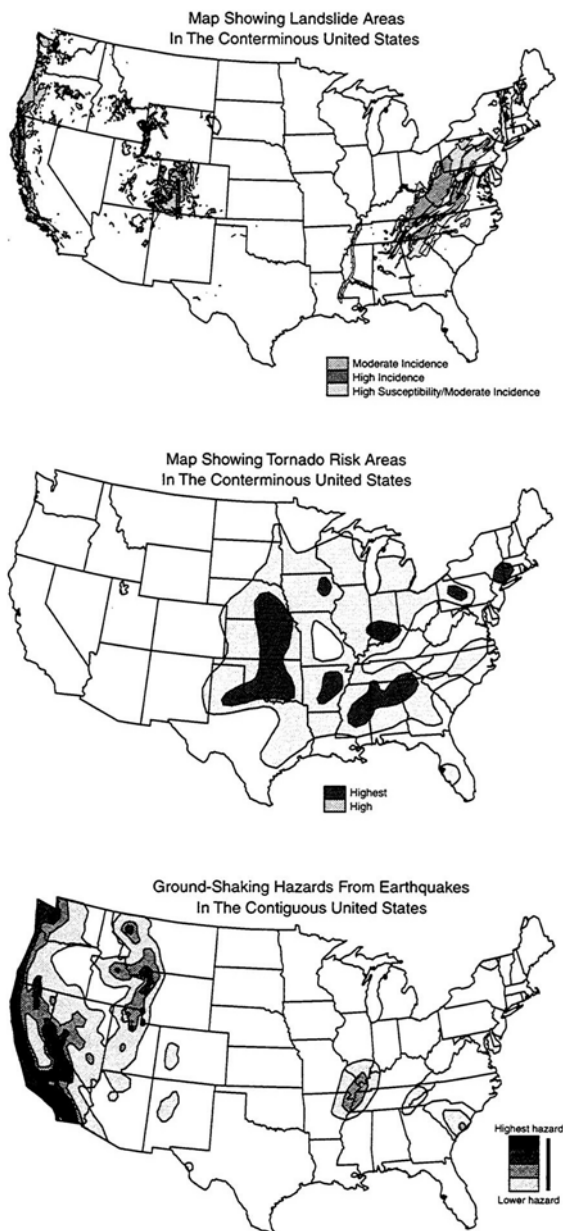 Map Showing Landslide Areas
In The Conterminous United States
Moderate Incidence
High Incidence
High Susceptibility/Moderate Incidence
Map Showing Tornado Risk Areas
In The Conterminous United States
Highest
High
Ground-Shaking Hazards From Earthquakes
In The Contiguous United States
Highest hazard
Lower hazard